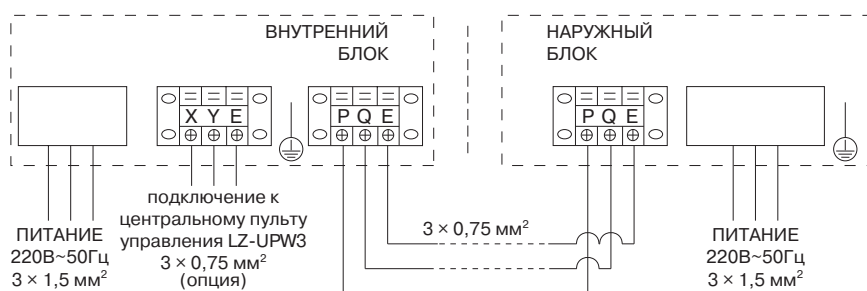 ВНУТРЕННИЙ
БЛОК
НАРУЖНЫЙ
БЛОК
X Y E
P Q E
P Q E
ПИТАНИЕ
220В~50Гц
3 × 1,5 мм²
подключение к
центральному пульту
управления LZ-UPW3
3 × 0,75 мм²
(опция)
3 × 0,75 мм²
ПИТАНИЕ
220В~50Гц
3 × 1,5 мм²